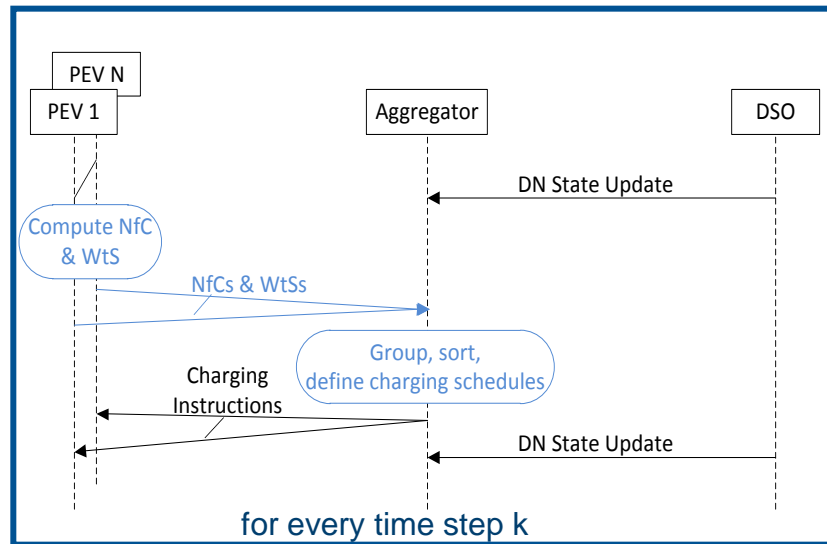 PEV N
PEV 1
Aggregator
DSO
DN State Update
Compute NfC
& WtS
NfCs & WtSs
Group, sort,
define charging schedules
Charging
Instructions
DN State Update
for every time step k